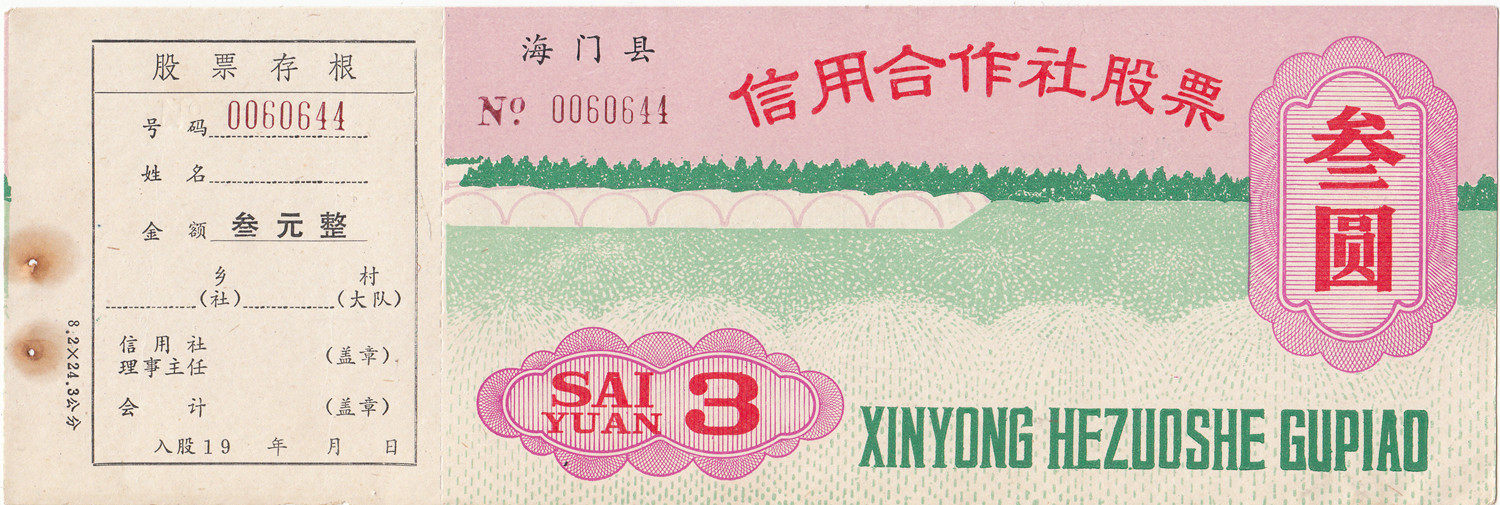 股票存根
号码 0060644
姓名
金额 叁元整
乡 村
(社) (大队)
信用社
理事主任 (盖章)
会计 (盖章)
入股19 年 月 日
8.2×24.3公分
海门县
Nº 0060644
信用合作社股票
叁圆
SAI
YUAN
3
XINYONG HEZUOSHE GUPIAO